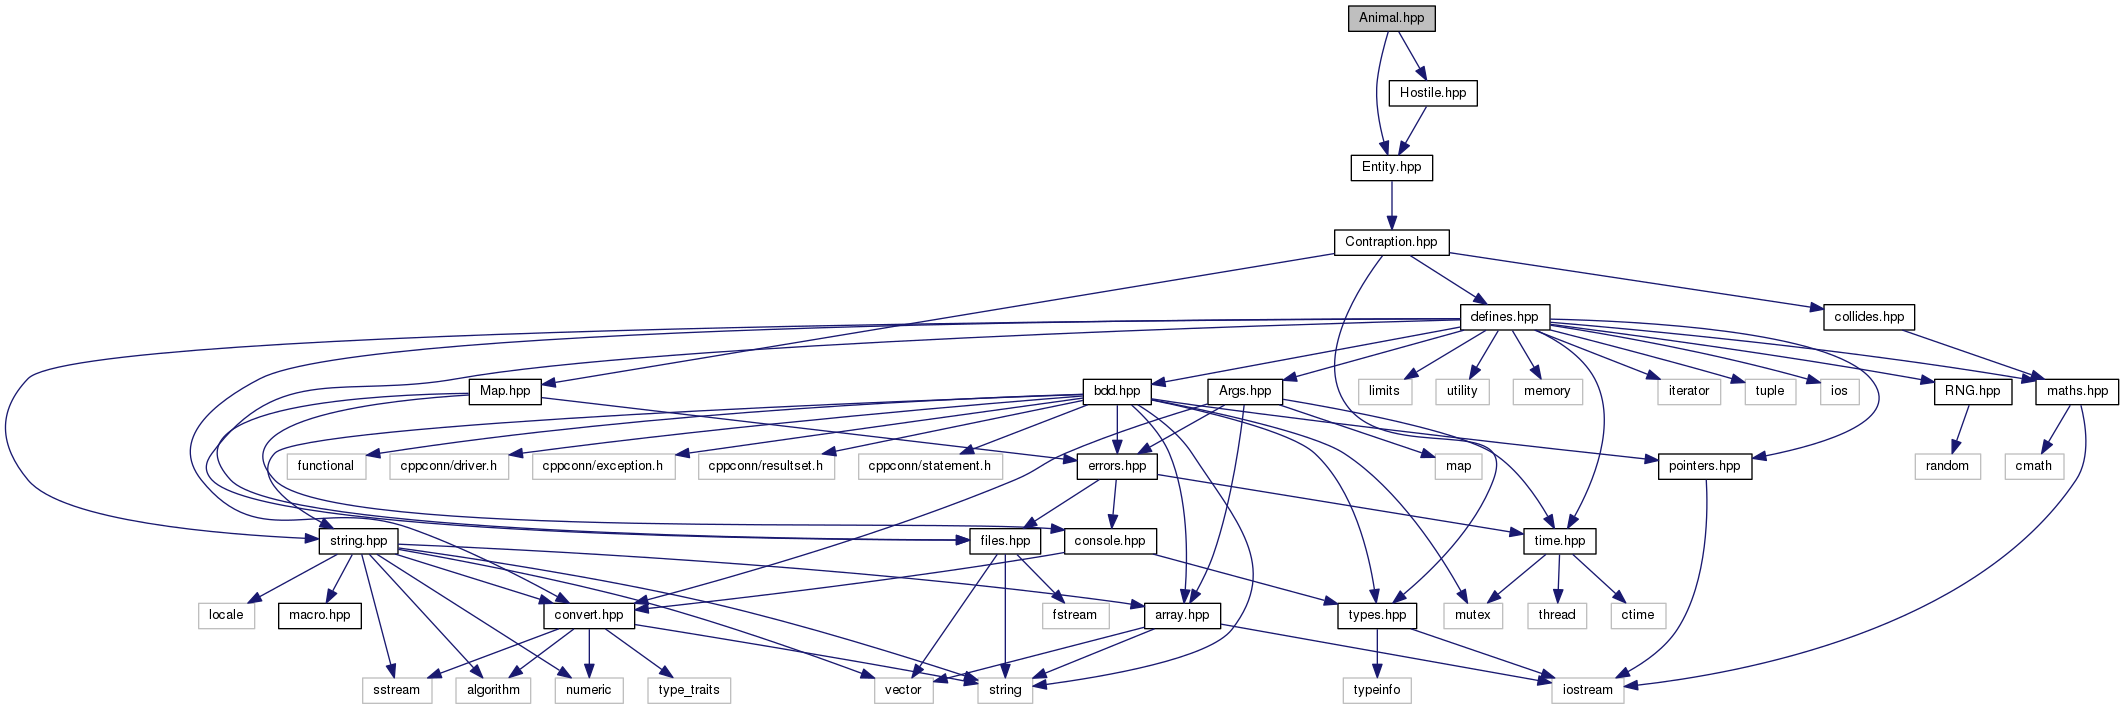 Animal.hpp
Hostile.hpp
Entity.hpp
Contraption.hpp
defines.hpp
collides.hpp
Map.hpp
bdd.hpp
Args.hpp
limits
utility
memory
iterator
tuple
ios
RNG.hpp
maths.hpp
functional
cppconn/driver.h
cppconn/exception.h
cppconn/resultset.h
cppconn/statement.h
errors.hpp
map
pointers.hpp
random
cmath
string.hpp
files.hpp
console.hpp
time.hpp
locale
macro.hpp
convert.hpp
fstream
array.hpp
types.hpp
mutex
thread
ctime
sstream
algorithm
numeric
type_traits
vector
string
typeinfo
iostream